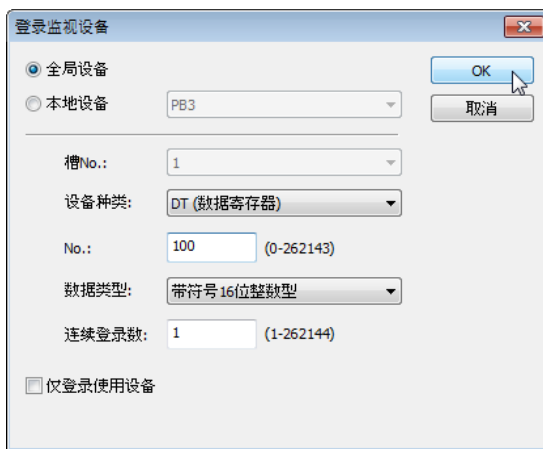 登录监视设备
全局设备
OK
本地设备 PB3
取消
槽No.: 1
设备种类: DT (数据寄存器)
No.: 100 (0-262143)
数据类型: 带符号16位整数型
连续登录数: 1 (1-262144)
仅登录使用设备